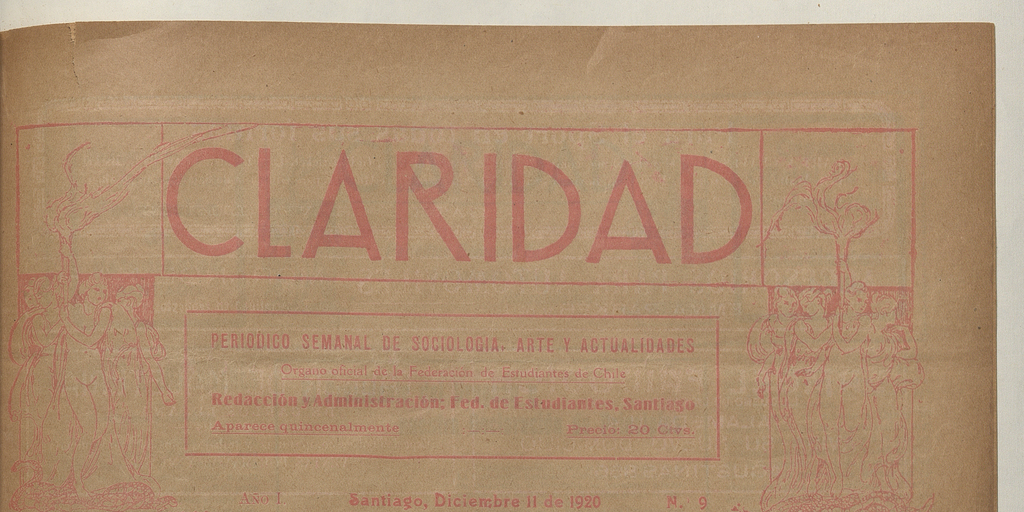 CLARIDAD
PERIODICO SEMANAL DE SOCIOLOGIA, ARTE Y ACTUALIDADES
Organo oficial de la Federación de Estudiantes de Chile
Redacción y Administración: Fed. de Estudiantes, Santiago
Aparece quincenalmente
Precio: 20 Ctvs.
Año I
Santiago, Diciembre 11 de 1920
N. 9